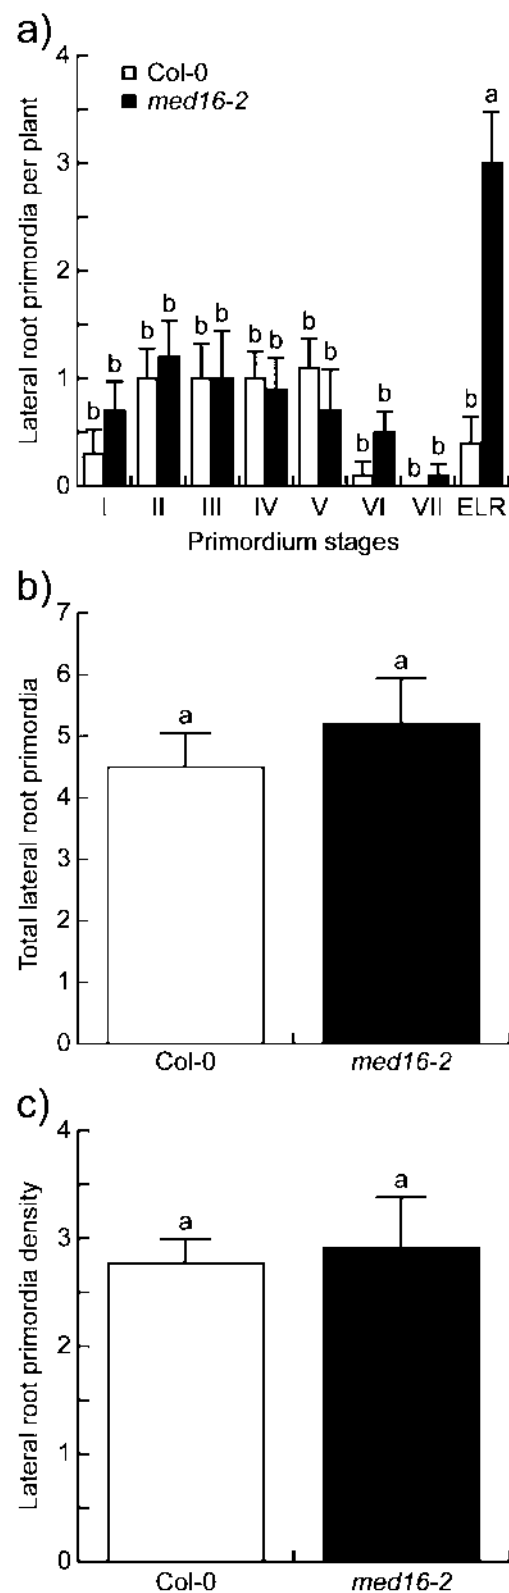 a)
Lateral root primordia per plant
4
3
2
1
0
Col-0
med16-2
b b b b b b b b b b b b b b b a
I II III IV V VI VII ELR
Primordium stages
b)
Total lateral root primordia
7
6
5
4
3
2
1
0
a a
Col-0 med16-2
c)
Lateral root primordia density
4
3
2
1
0
a a
Col-0 med16-2